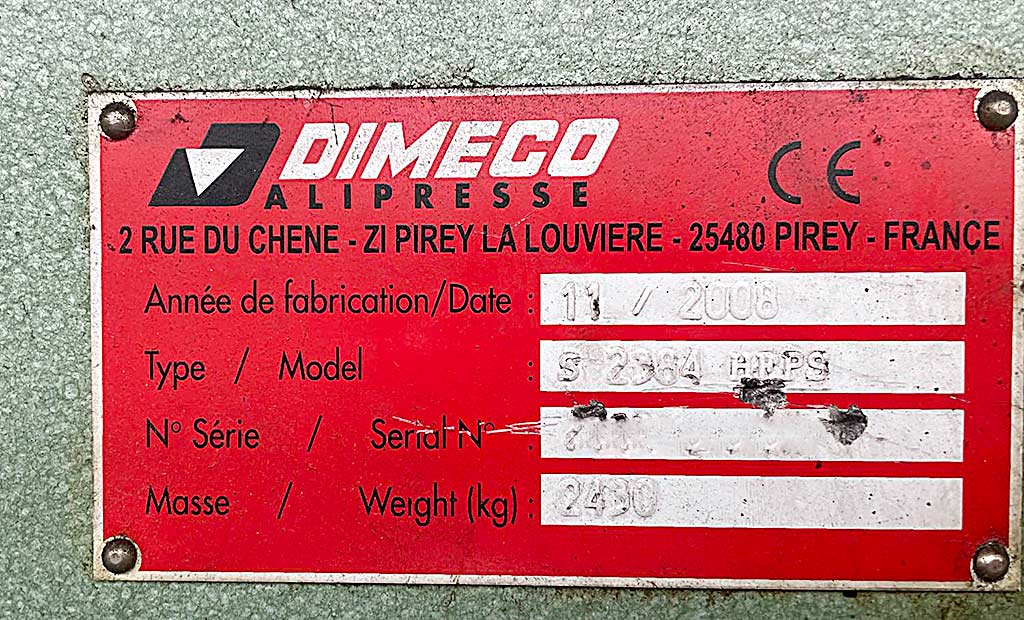 DIMECO
ALIPRESSE
CE
2 RUE DU CHENE - ZI PIREY LA LOUVIERE - 25480 PIREY - FRANCE
Année de fabrication/Date : 11 / 2008
Type / Model : S
N° Série / Serial N°
Masse / Weight (kg) :